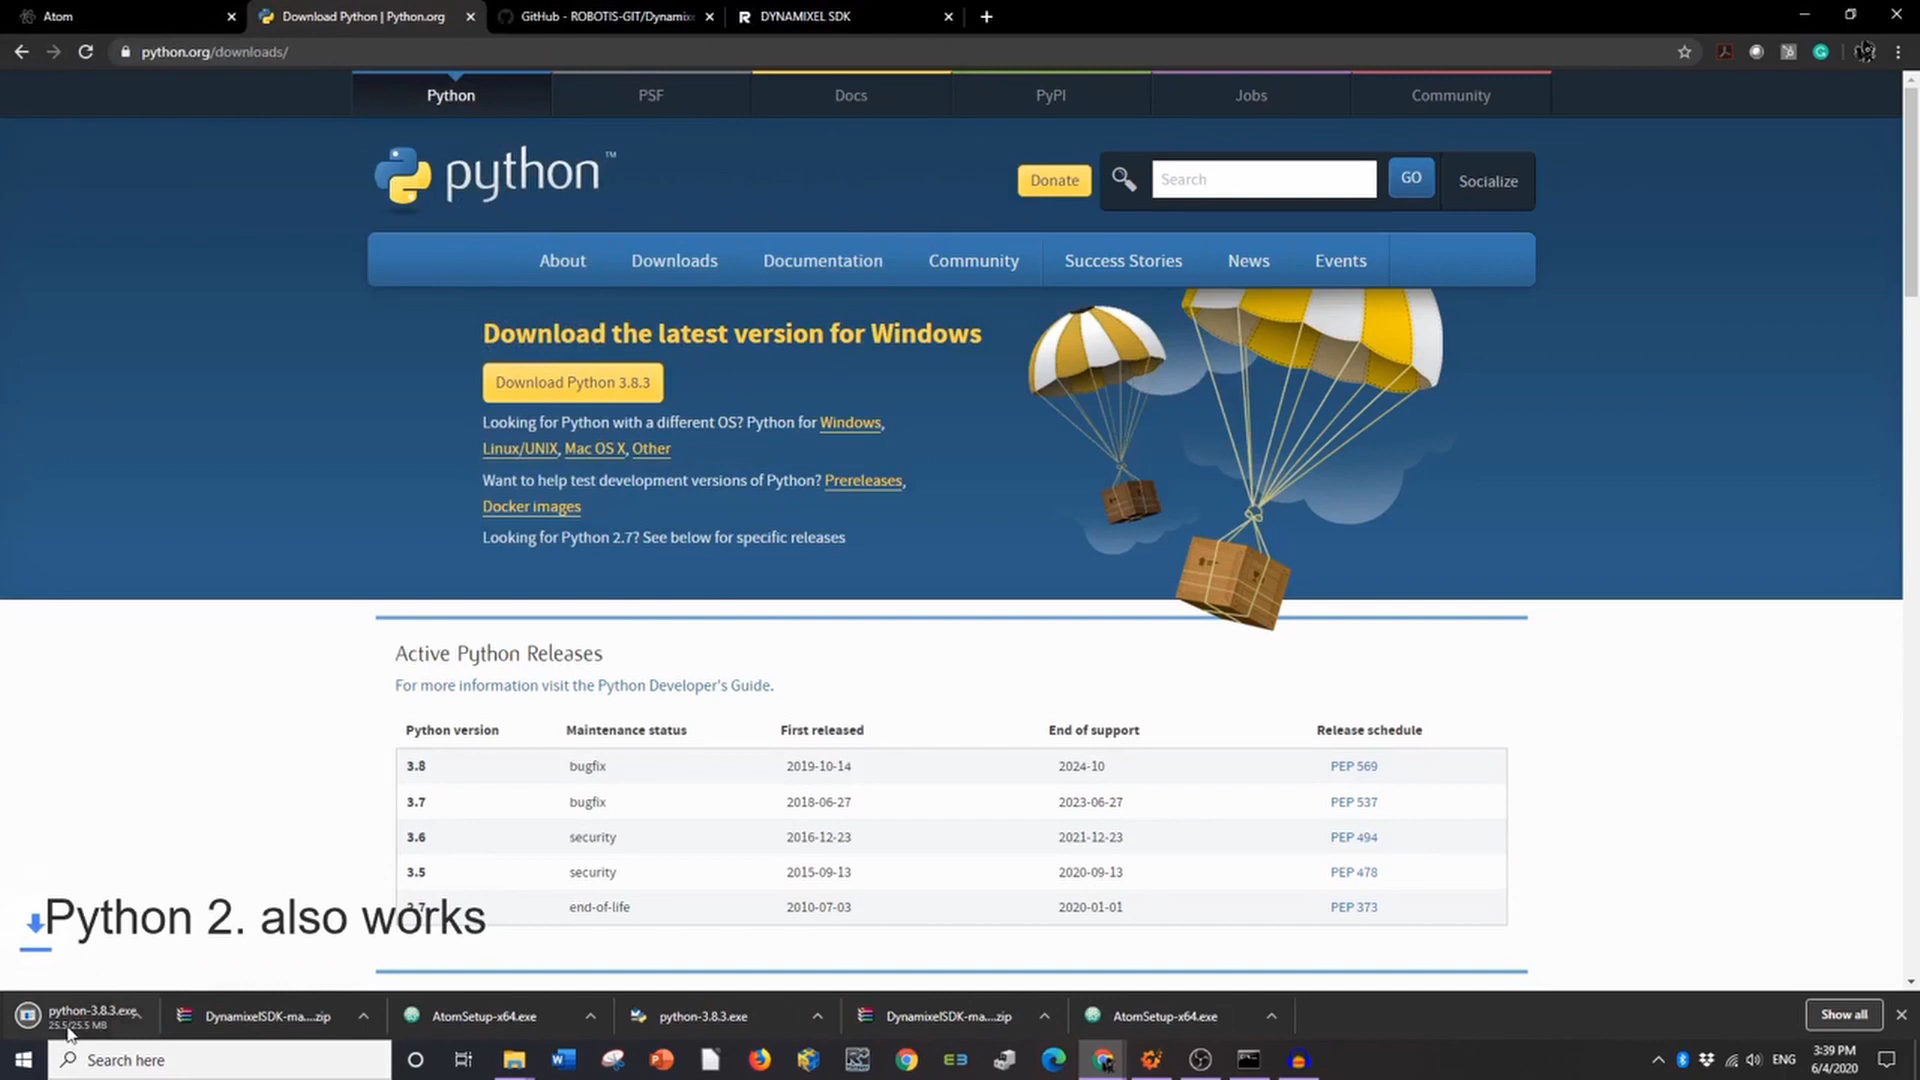 Atom
Download Python | Python.org
GitHub - ROBOTIS-GIT/Dynamixe
DYNAMIXEL SDK
python.org/downloads/
Python
PSF
Docs
PyPI
Jobs
Community
python™
Donate
Search
GO
Socialize
About
Downloads
Documentation
Community
Success Stories
News
Events
Download the latest version for Windows
Download Python 3.8.3
Looking for Python with a different OS? Python for Windows,
Linux/UNIX, Mac OS X, Other
Want to help test development versions of Python? Prereleases,
Docker images
Looking for Python 2.7? See below for specific releases
Active Python Releases
For more information visit the Python Developer's Guide.
Python version Maintenance status First released End of support Release schedule
3.8 bugfix 2019-10-14 2024-10 PEP 569
3.7 bugfix 2018-06-27 2023-06-27 PEP 537
3.6 security 2016-12-23 2021-12-23 PEP 494
3.5 security 2015-09-13 2020-09-13 PEP 478
end-of-life 2010-07-03 2020-01-01 PEP 373
Python 2. also works
python-3.8.3.exe
25.5/25.5 MB
DynamixelSDK-ma....zip
AtomSetup-x64.exe
python-3.8.3.exe
DynamixelSDK-ma....zip
AtomSetup-x64.exe
Show all
Search here
ENG
3:39 PM
6/4/2020